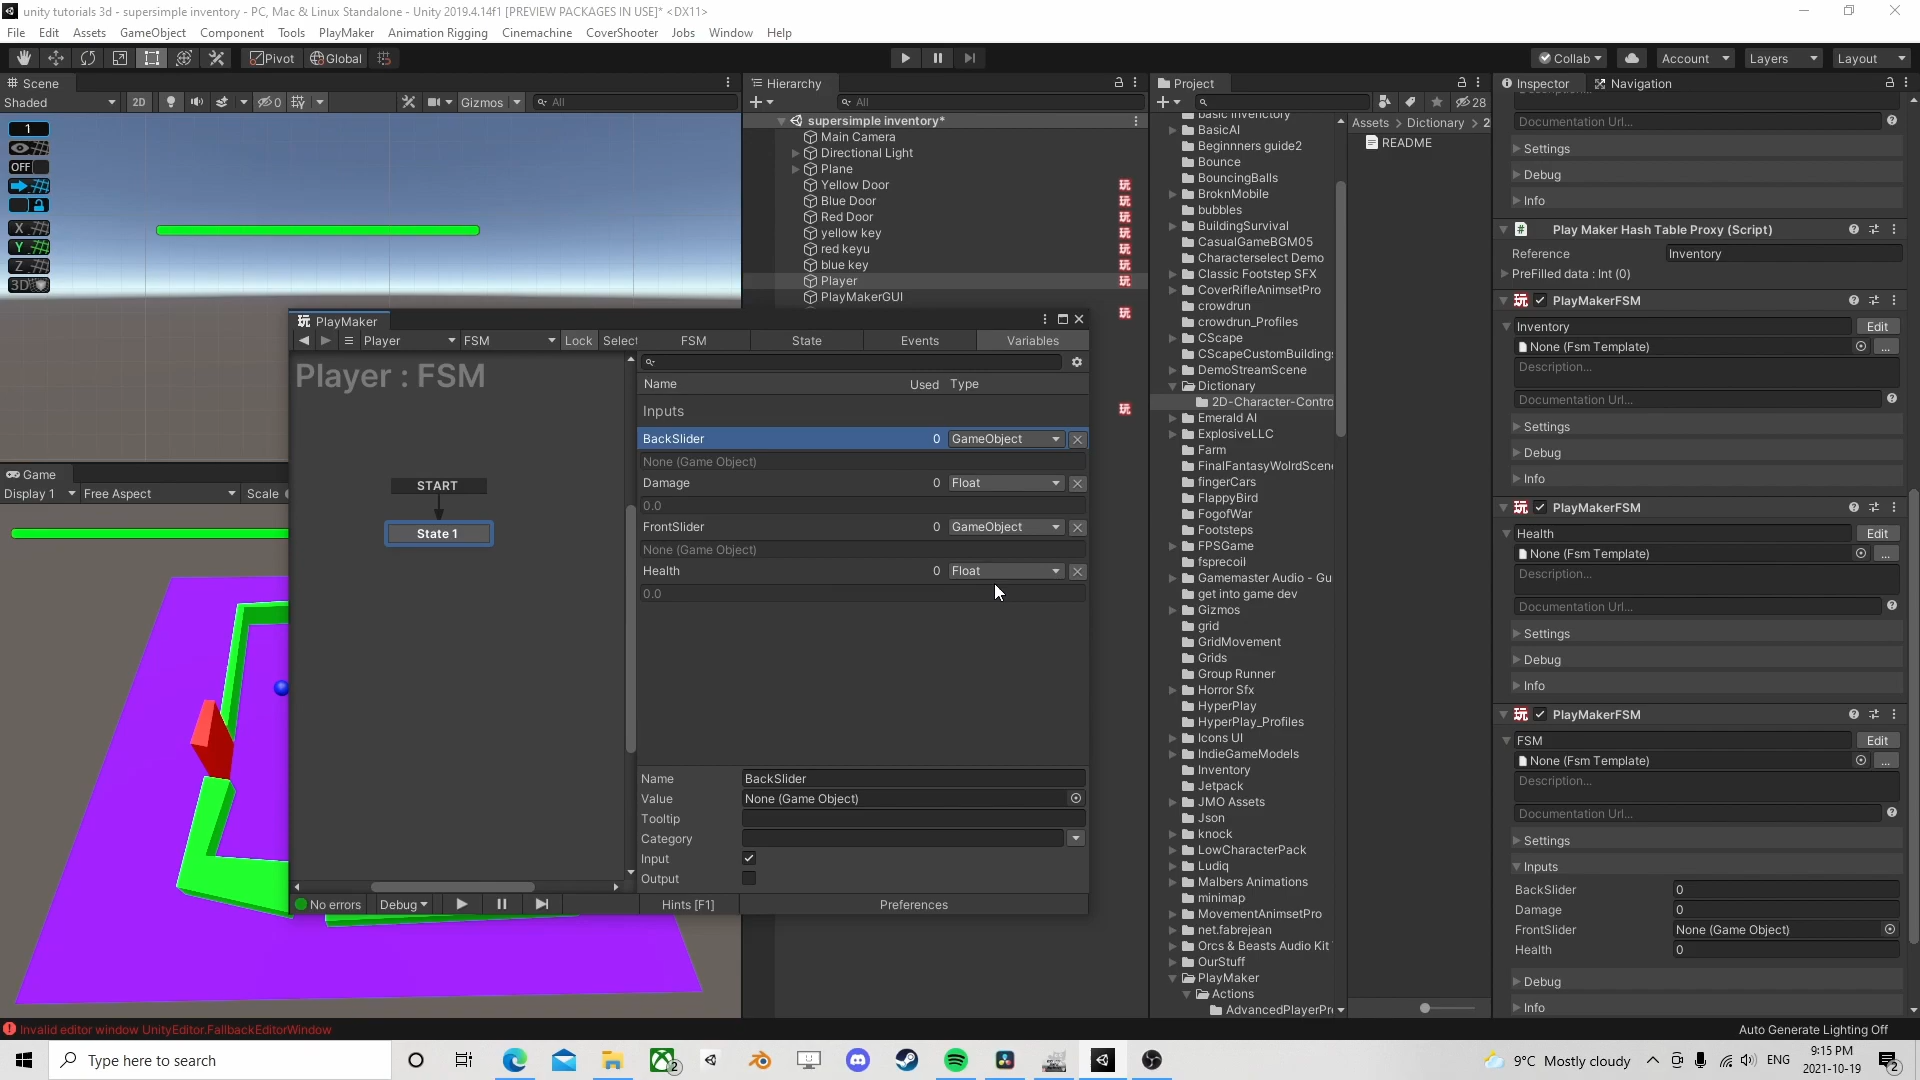 unity tutorials 3d - supersimple inventory - PC, Mac & Linux Standalone - Unity 2019.4.14f1 [PREVIEW PACKAGES IN USE]* <DX11>
File Edit Assets GameObject Component Tools PlayMaker Animation Rigging Cinemachine CoverShooter Jobs Window Help
Pivot Global Collab Account Layers Layout
Scene
Shaded 2D 0 Gizmos All
1
OFF
X
Y
Z
3D
Game
Display 1 Free Aspect Scale
Hierarchy
All
supersimple inventory*
Main Camera
Directional Light
Plane
Yellow Door
Blue Door
Red Door
yellow key
red keyu
blue key
Player
PlayMakerGUI
PlayMaker
Player FSM Lock Select FSM State Events Variables
Player : FSM
START
State 1
Name Used Type
Inputs
BackSlider 0 GameObject
None (Game Object)
Damage 0 Float
0.0
FrontSlider 0 GameObject
None (Game Object)
Health 0 Float
0.0
Name BackSlider
Value None (Game Object)
Tooltip
Category
Input
Output
No errors Debug Hints [F1] Preferences
Project
28
Assets > Dictionary > 2
README
basic inventory
BasicAI
Beginnners guide2
Bounce
BouncingBalls
BroknMobile
bubbles
BuildingSurvival
CasualGameBGM05
Characterselect Demo
Classic Footstep SFX
CoverRifleAnimsetPro
crowdrun
crowdrun_Profiles
CScape
CScapeCustomBuildings
DemoStreamScene
Dictionary
2D-Character-Contro
Emerald AI
ExplosiveLLC
Farm
FinalFantasyWolrdScene
fingerCars
FlappyBird
FogofWar
Footsteps
FPSGame
fsprecoil
Gamemaster Audio - Gu
get into game dev
Gizmos
grid
GridMovement
Grids
Group Runner
Horror Sfx
HyperPlay
HyperPlay_Profiles
Icons UI
IndieGameModels
Inventory
Jetpack
JMO Assets
Json
knock
LowCharacterPack
Ludiq
Malbers Animations
minimap
MovementAnimsetPro
net.fabrejean
Orcs & Beasts Audio Kit
OurStuff
PlayMaker
Actions
AdvancedPlayerPr
Inspector Navigation
Description...
Documentation Url...
Settings
Debug
Info
Play Maker Hash Table Proxy (Script)
Reference Inventory
PreFilled data : Int (0)
PlayMakerFSM
Inventory Edit
None (Fsm Template) ...
Description...
Documentation Url...
Settings
Debug
Info
PlayMakerFSM
Health Edit
None (Fsm Template) ...
Description...
Documentation Url...
Settings
Debug
Info
PlayMakerFSM
FSM Edit
None (Fsm Template) ...
Description...
Documentation Url...
Settings
Inputs
BackSlider 0
Damage 0
FrontSlider None (Game Object)
Health 0
Debug
Info
Invalid editor window UnityEditor.FallbackEditorWindow
Auto Generate Lighting Off
Type here to search
2
9°C Mostly cloudy ENG 9:15 PM
2021-10-19
2